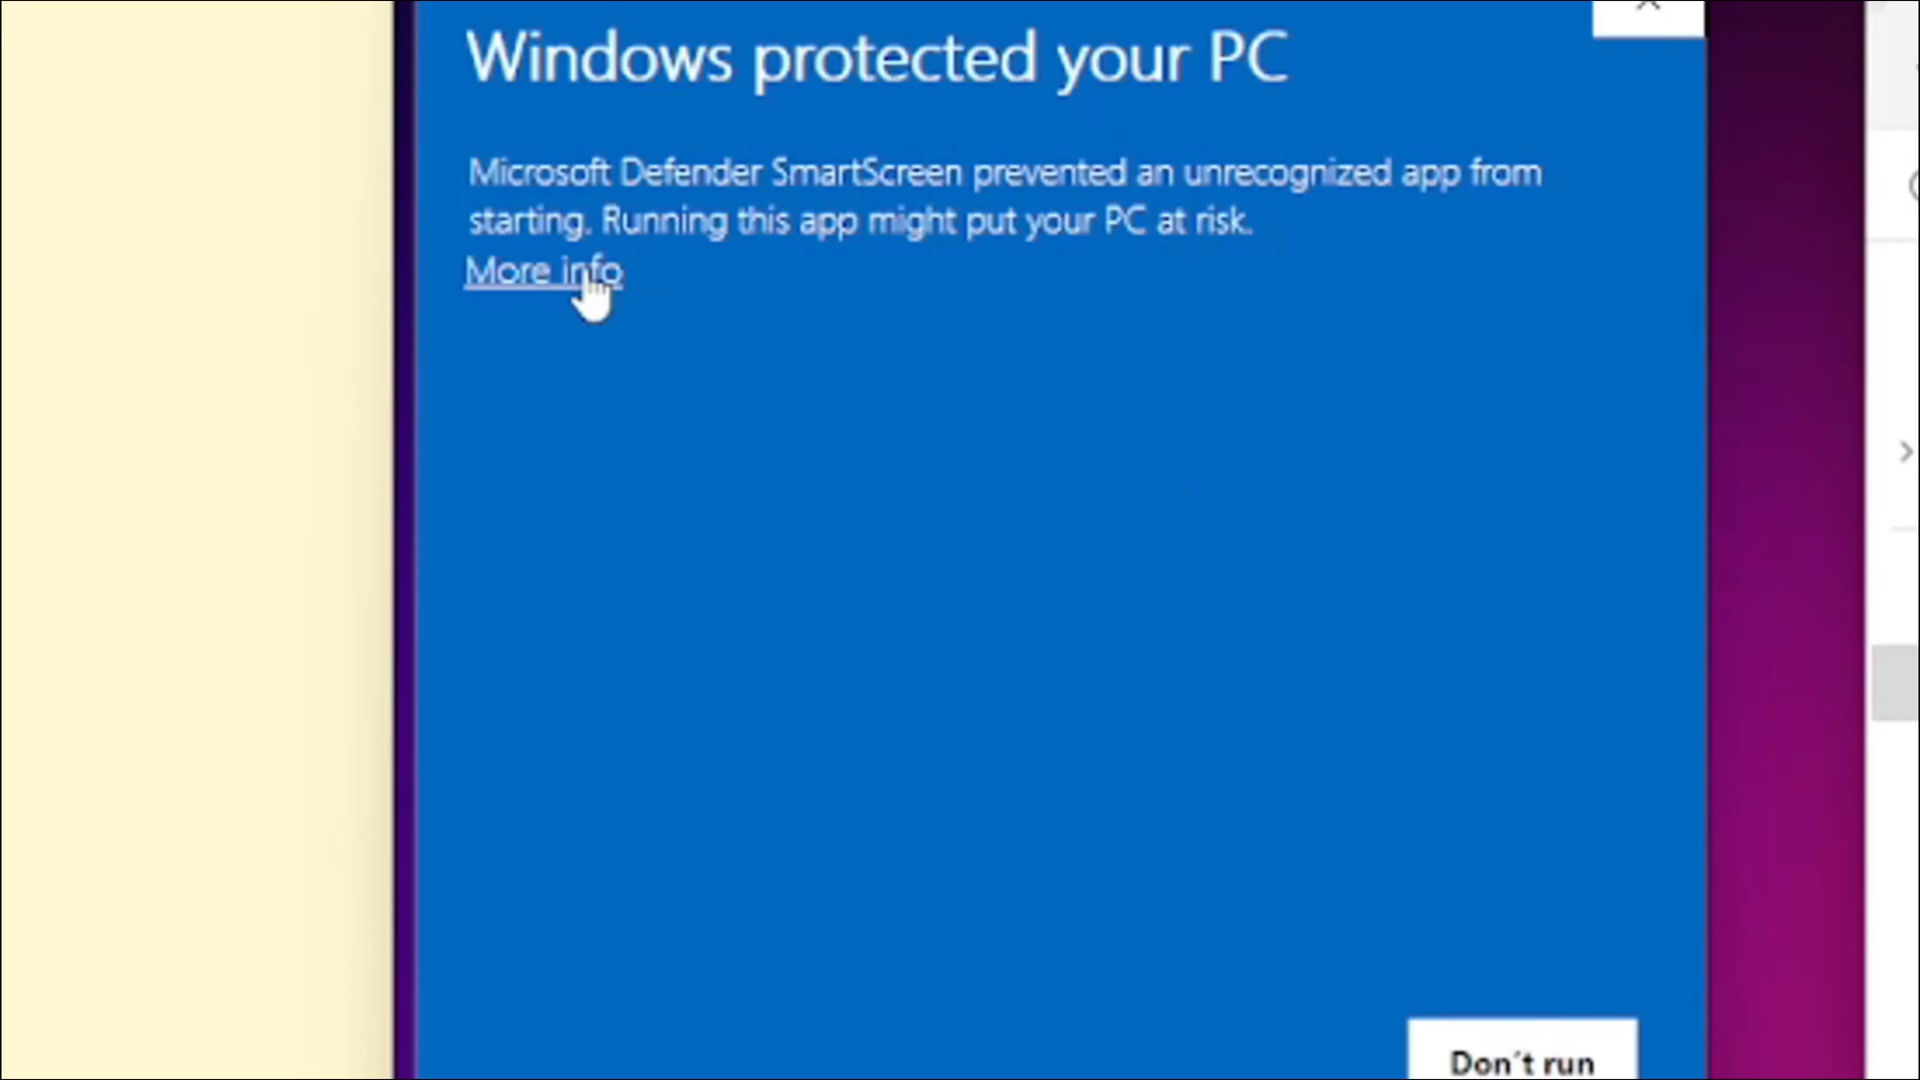 Windows protected your PC
Microsoft Defender SmartScreen prevented an unrecognized app from
starting. Running this app might put your PC at risk.
More info
Don't run